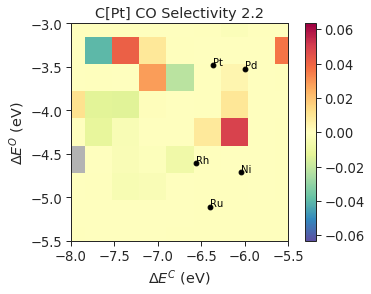 C[Pt] CO Selectivity 2.2
−3.0
−3.5
−4.0
−4.5
−5.0
−5.5
ΔE^O (eV)
Pt
Pd
Rh
Ni
Ru
−8.0 −7.5 −7.0 −6.5 −6.0 −5.5
ΔE^C (eV)
0.06
0.04
0.02
0.00
−0.02
−0.04
−0.06